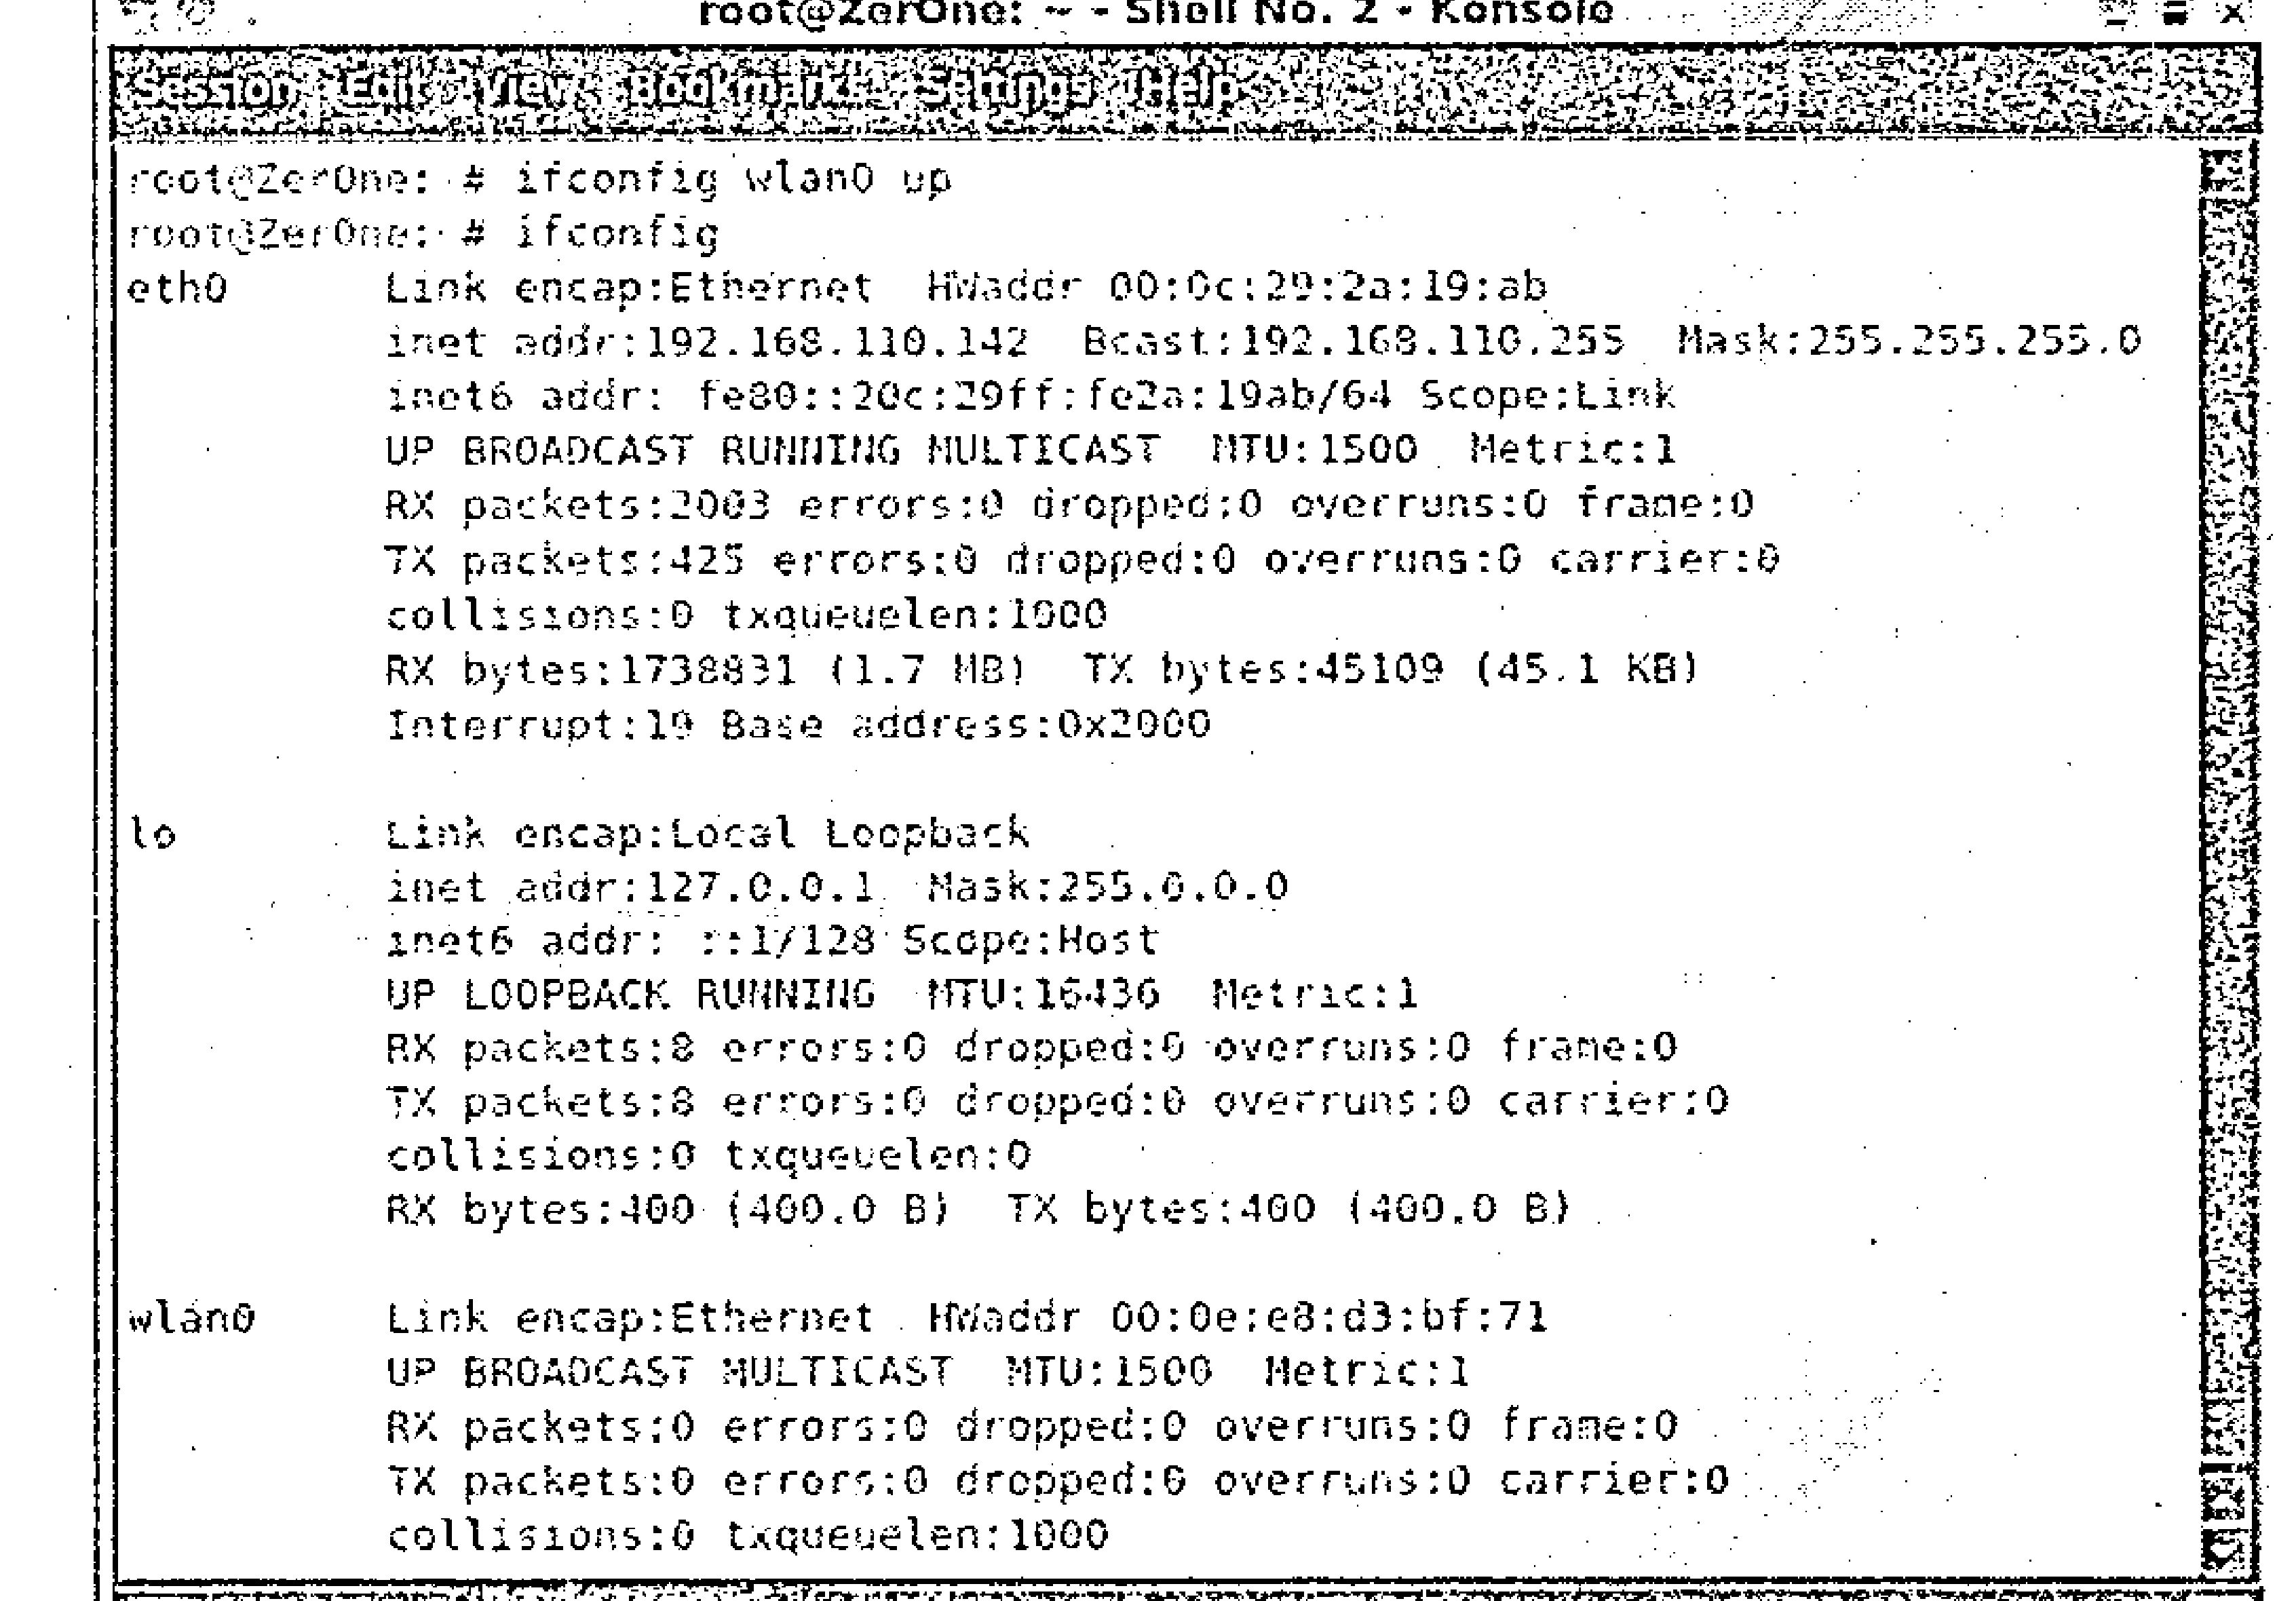 root@ZerOne: ~ - Shell No. 2 - Konsole
Session Edit View Bookmarks Settings Help
root@ZerOne:~# ifconfig wlan0 up
root@ZerOne:~# ifconfig
eth0 Link encap:Ethernet HWaddr 00:0c:29:2a:19:ab
inet addr:192.168.110.142 Bcast:192.168.110.255 Mask:255.255.255.0
inet6 addr: fe80::20c:29ff:fe2a:19ab/64 Scope:Link
UP BROADCAST RUNNING MULTICAST MTU:1500 Metric:1
RX packets:2003 errors:0 dropped:0 overruns:0 frame:0
TX packets:425 errors:0 dropped:0 overruns:0 carrier:0
collisions:0 txqueuelen:1000
RX bytes:1738831 (1.7 MB) TX bytes:45109 (45.1 KB)
Interrupt:19 Base address:0x2000
lo Link encap:Local Loopback
inet addr:127.0.0.1 Mask:255.0.0.0
inet6 addr: ::1/128 Scope:Host
UP LOOPBACK RUNNING MTU:16436 Metric:1
RX packets:8 errors:0 dropped:0 overruns:0 frame:0
TX packets:8 errors:0 dropped:0 overruns:0 carrier:0
collisions:0 txqueuelen:0
RX bytes:400 (400.0 B) TX bytes:400 (400.0 B)
wlan0 Link encap:Ethernet HWaddr 00:0e:e8:d3:bf:71
UP BROADCAST MULTICAST MTU:1500 Metric:1
RX packets:0 errors:0 dropped:0 overruns:0 frame:0
TX packets:0 errors:0 dropped:0 overruns:0 carrier:0
collisions:0 txqueuelen:1000